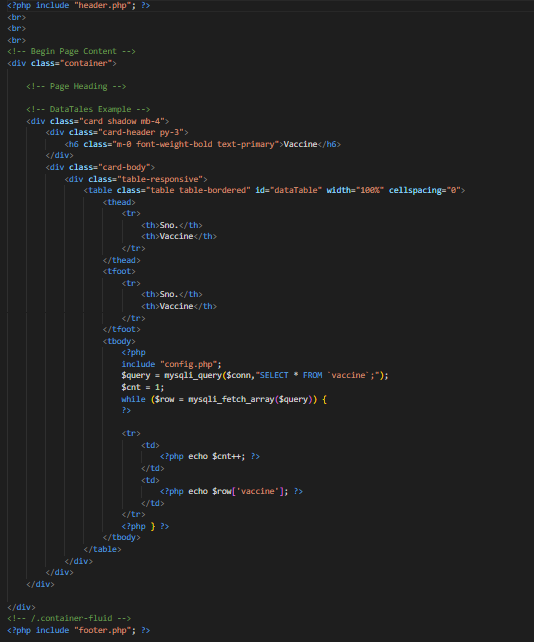 <?php include "header.php"; ?>
<br>
<br>
<br>
<!-- Begin Page Content -->
<div class="container">
<!-- Page Heading -->
<!-- DataTales Example -->
<div class="card shadow mb-4">
<div class="card-header py-3">
<h6 class="m-0 font-weight-bold text-primary">Vaccine</h6>
</div>
<div class="card-body">
<div class="table-responsive">
<table class="table table-bordered" id="dataTable" width="100%" cellspacing="0">
<thead>
<tr>
<th>Sno.</th>
<th>Vaccine</th>
</tr>
</thead>
<tfoot>
<tr>
<th>Sno.</th>
<th>Vaccine</th>
</tr>
</tfoot>
<tbody>
<?php
include "config.php";
$query = mysqli_query($conn,"SELECT * FROM `vaccine`;");
$cnt = 1;
while ($row = mysqli_fetch_array($query)) {
?>
<tr>
<td>
<?php echo $cnt++; ?>
</td>
<td>
<?php echo $row['vaccine']; ?>
</td>
</tr>
<?php } ?>
</tbody>
</table>
</div>
</div>
</div>
</div>
<!-- /.container-fluid -->
<?php include "footer.php"; ?>